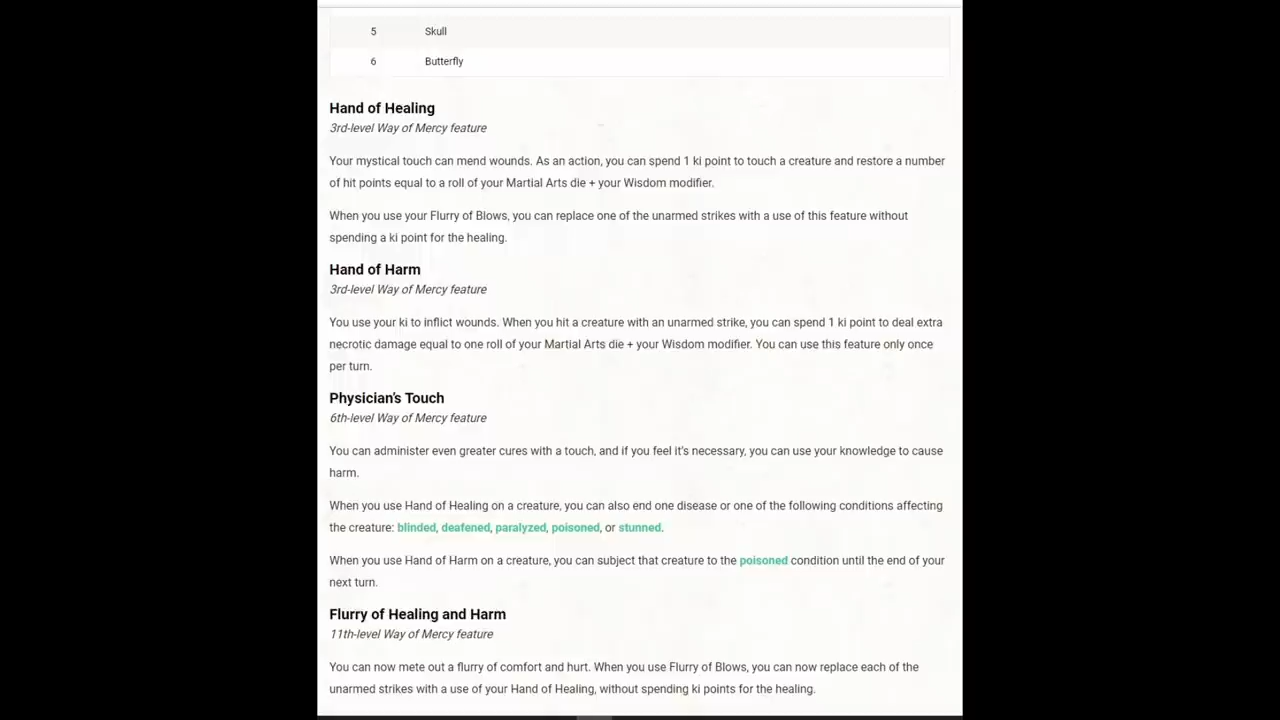 5 Skull
6 Butterfly
Hand of Healing
3rd-level Way of Mercy feature
Your mystical touch can mend wounds. As an action, you can spend 1 ki point to touch a creature and restore a number
of hit points equal to a roll of your Martial Arts die + your Wisdom modifier.
When you use your Flurry of Blows, you can replace one of the unarmed strikes with a use of this feature without
spending a ki point for the healing.
Hand of Harm
3rd-level Way of Mercy feature
You use your ki to inflict wounds. When you hit a creature with an unarmed strike, you can spend 1 ki point to deal extra
necrotic damage equal to one roll of your Martial Arts die + your Wisdom modifier. You can use this feature only once
per turn.
Physician's Touch
6th-level Way of Mercy feature
You can administer even greater cures with a touch, and if you feel it's necessary, you can use your knowledge to cause
harm.
When you use Hand of Healing on a creature, you can also end one disease or one of the following conditions affecting
the creature: blinded, deafened, paralyzed, poisoned, or stunned.
When you use Hand of Harm on a creature, you can subject that creature to the poisoned condition until the end of your
next turn.
Flurry of Healing and Harm
11th-level Way of Mercy feature
You can now mete out a flurry of comfort and hurt. When you use Flurry of Blows, you can now replace each of the
unarmed strikes with a use of your Hand of Healing, without spending ki points for the healing.